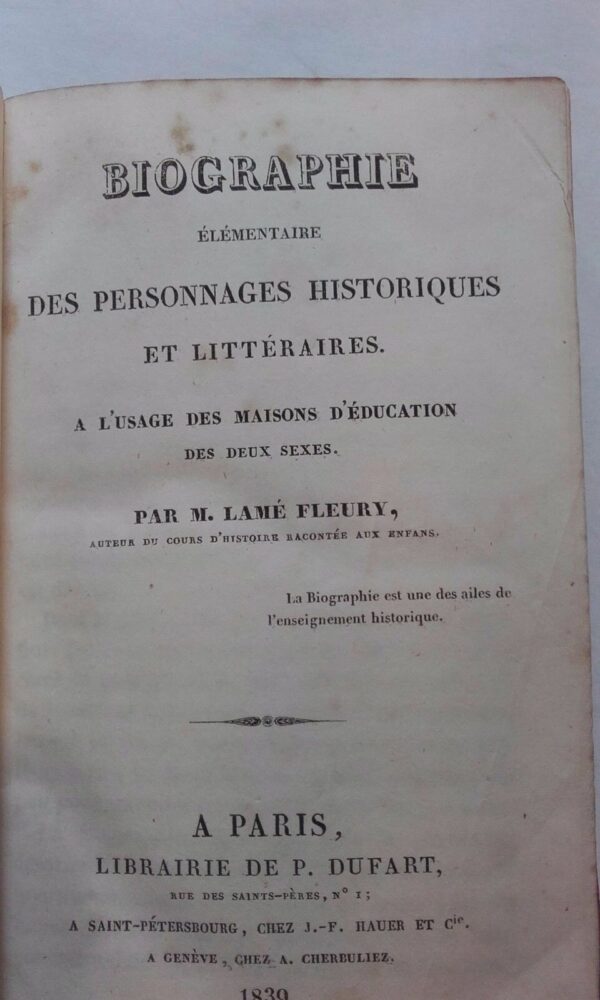 BIOGRAPHIE
ÉLÉMENTAIRE
DES PERSONNAGES HISTORIQUES
ET LITTÉRAIRES.
A L'USAGE DES MAISONS D'ÉDUCATION
DES DEUX SEXES.
PAR M. LAMÉ FLEURY,
AUTEUR DU COURS D'HISTOIRE RACONTÉE AUX ENFANS.
La Biographie est une des ailes de
l'enseignement historique.
A PARIS,
LIBRAIRIE DE P. DUFART,
RUE DES SAINTS-PÈRES, N° 1;
A SAINT-PÉTERSBOURG, CHEZ J.-F. HAUER ET Cie.
A GENÈVE, CHEZ A. CHERBULIEZ.
1839